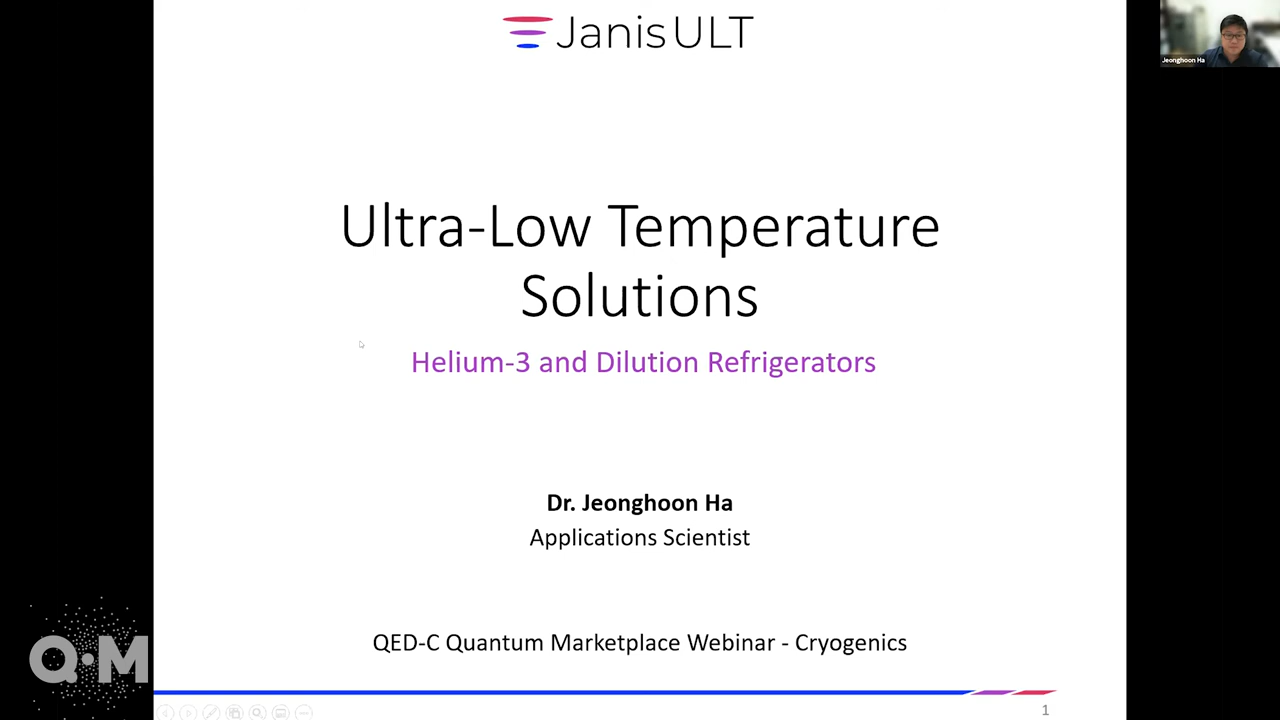 JanisULT
Jeonghoon Ha
Ultra-Low Temperature
Solutions
Helium-3 and Dilution Refrigerators
Dr. Jeonghoon Ha
Applications Scientist
QED-C Quantum Marketplace Webinar - Cryogenics
Q•M
1